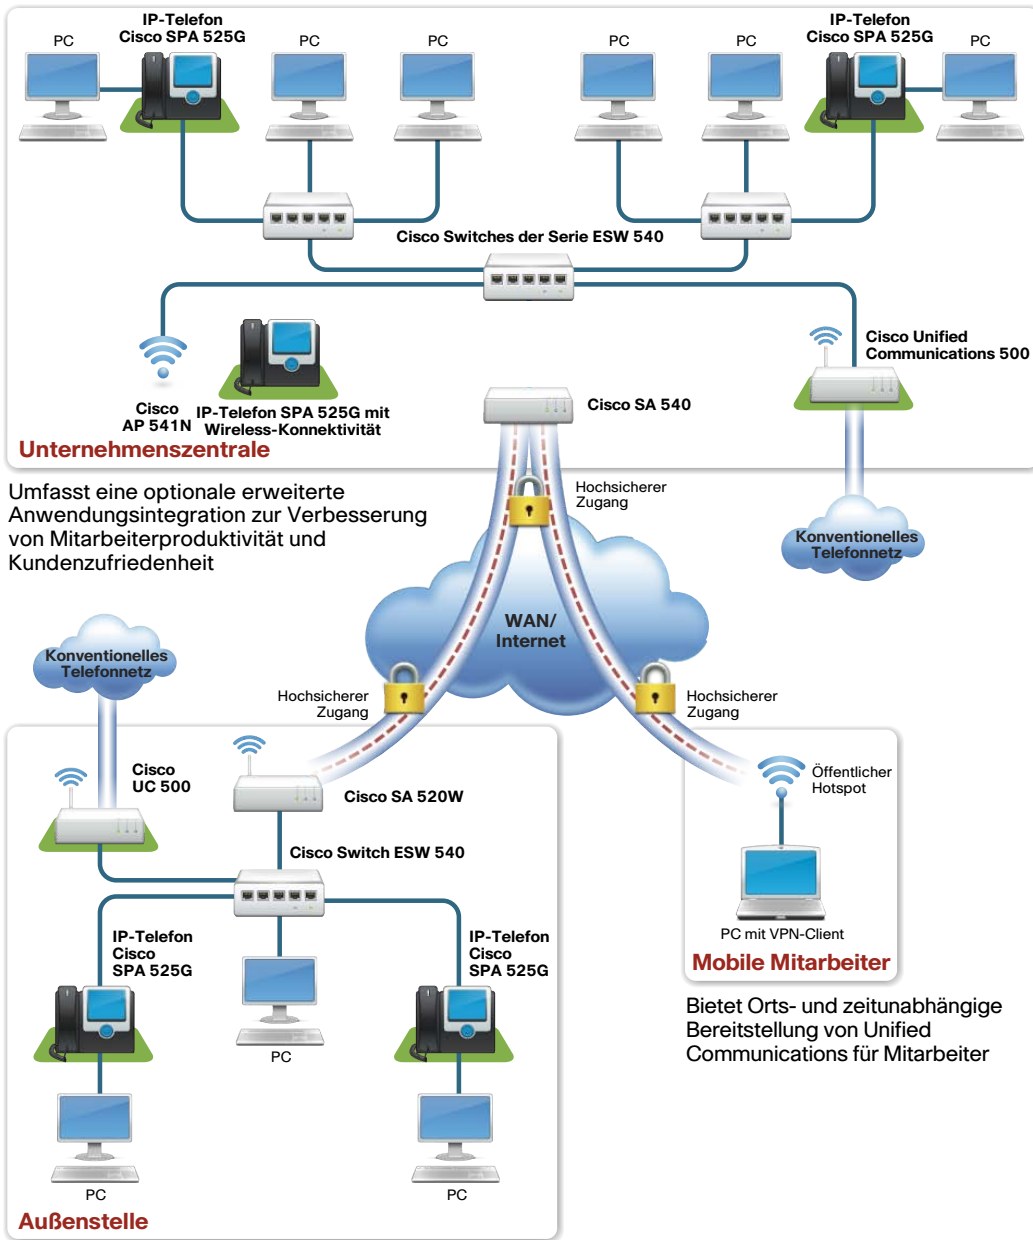 PC
IP-Telefon
Cisco SPA 525G
PC
PC
PC
PC
IP-Telefon
Cisco SPA 525G
PC
Cisco Switches der Serie ESW 540
Cisco
AP 541N
IP-Telefon SPA 525G mit
Wireless-Konnektivität
Cisco SA 540
Cisco Unified
Communications 500
Unternehmenszentrale
Umfasst eine optionale erweiterte
Anwendungsintegration zur Verbesserung
von Mitarbeiterproduktivität und
Kundenzufriedenheit
Hochsicherer
Zugang
Konventionelles
Telefonnetz
WAN/
Internet
Konventionelles
Telefonnetz
Hochsicherer
Zugang
Hochsicherer
Zugang
Cisco
UC 500
Cisco SA 520W
Cisco Switch ESW 540
IP-Telefon
Cisco
SPA 525G
IP-Telefon
Cisco
SPA 525G
PC
PC
PC
Außenstelle
Öffentlicher
Hotspot
PC mit VPN-Client
Mobile Mitarbeiter
Bietet Orts- und zeitunabhängige
Bereitstellung von Unified
Communications für Mitarbeiter